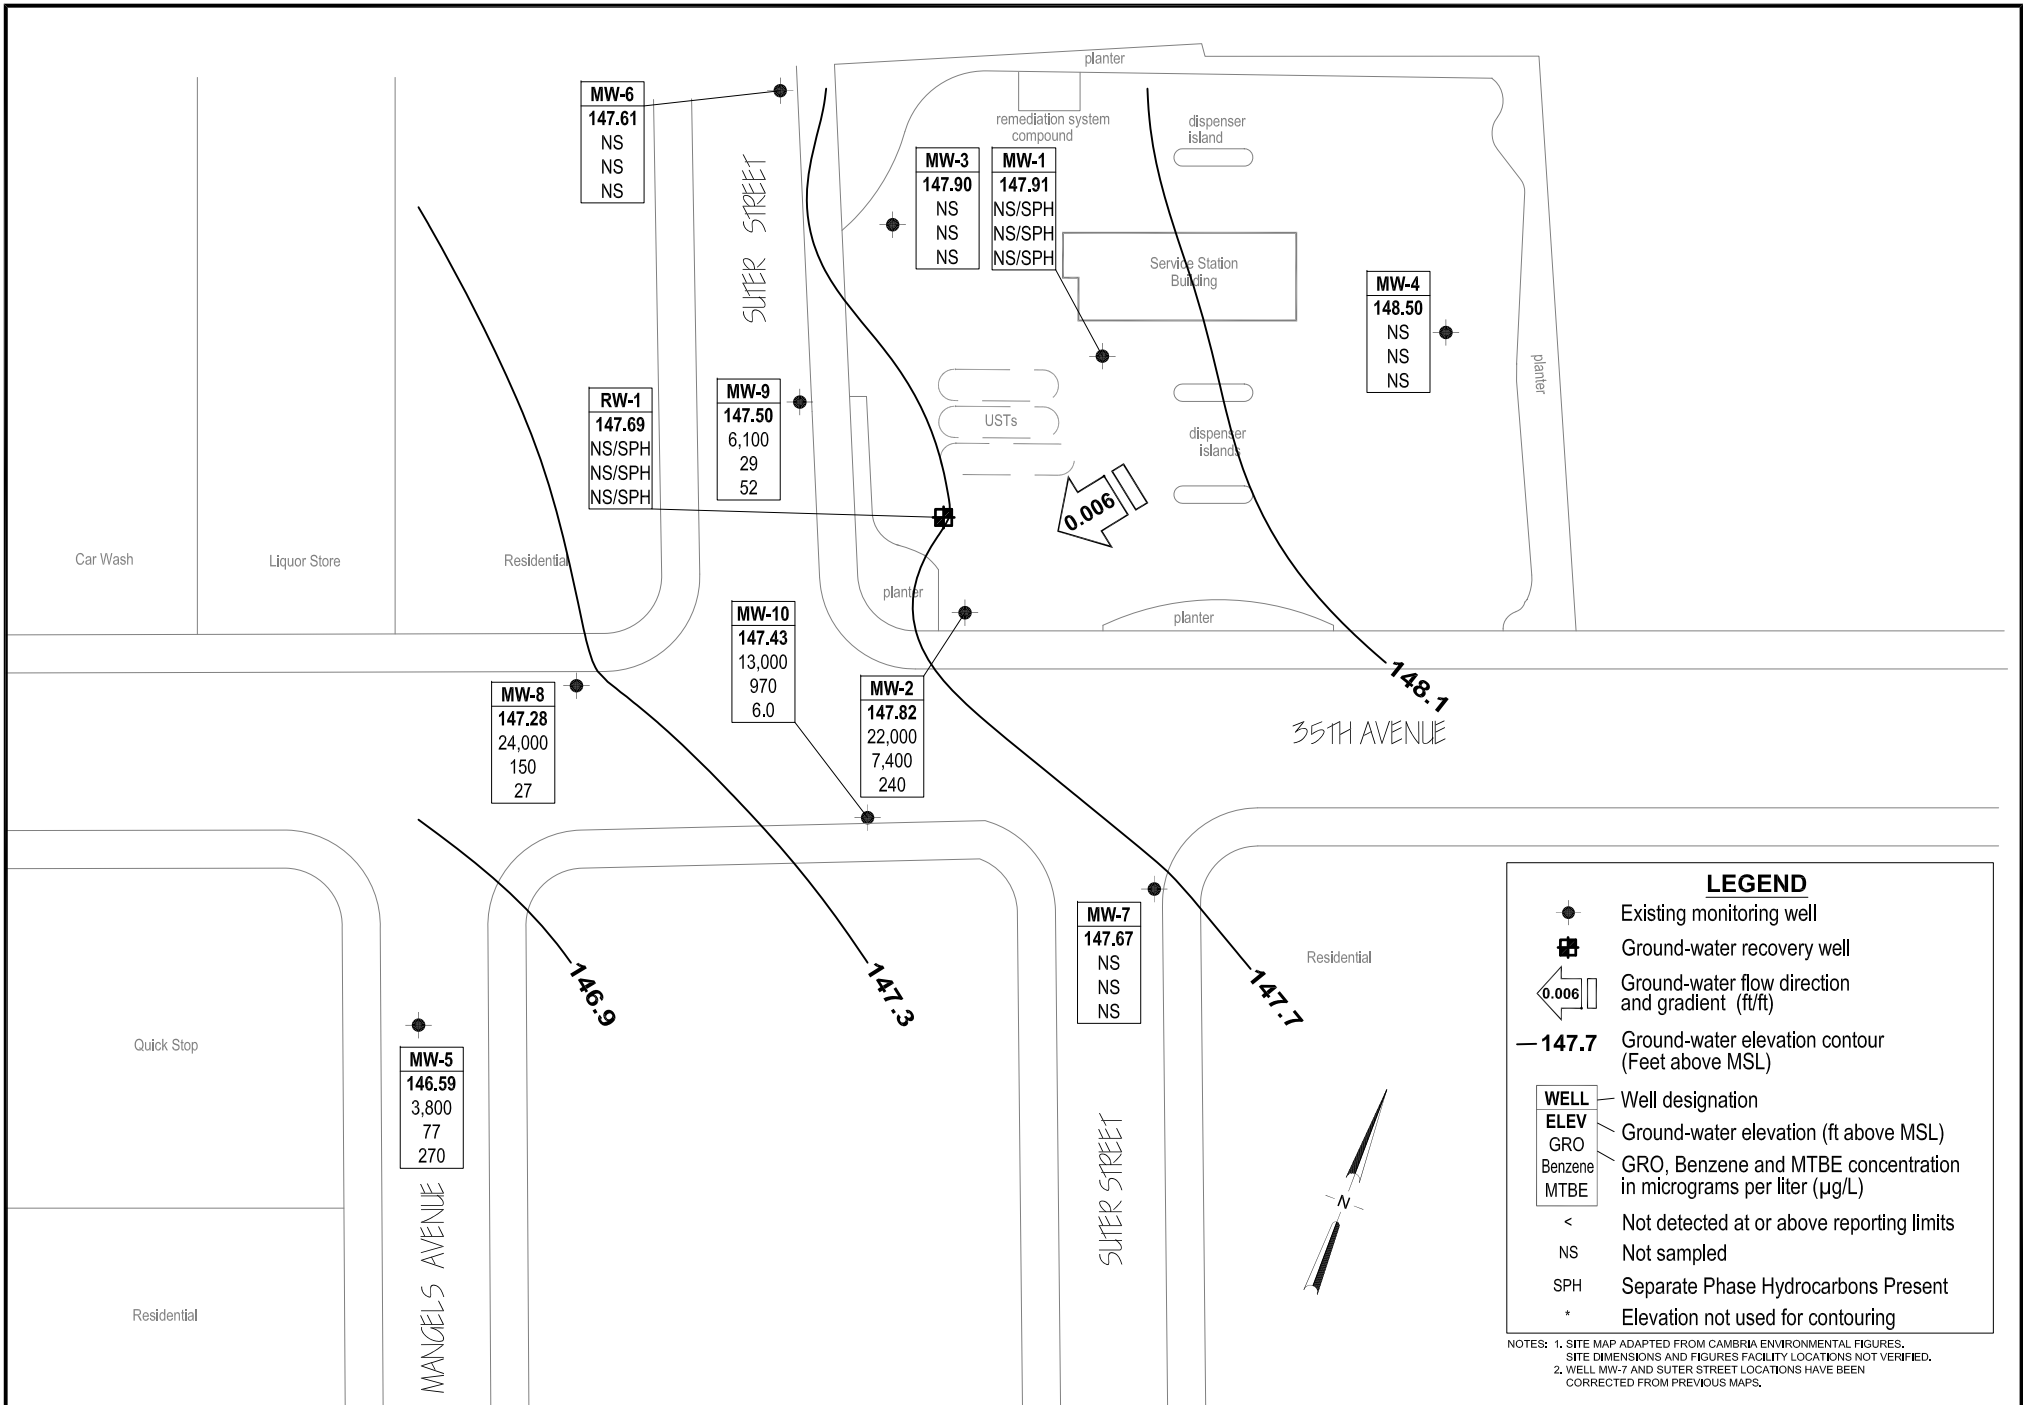 planter
MW-6
147.61
NS
NS
NS
SUTER STREET
remediation system
compound
dispenser
island
MW-3
147.90
NS
NS
NS
MW-1
147.91
NS/SPH
NS/SPH
NS/SPH
Service Station
Building
MW-4
148.50
NS
NS
NS
planter
RW-1
147.69
NS/SPH
NS/SPH
NS/SPH
MW-9
147.50
6,100
29
52
USTs
dispenser
islands
0.006
Car Wash
Liquor Store
Residential
planter
planter
MW-10
147.43
13,000
970
6.0
MW-8
147.28
24,000
150
27
MW-2
147.82
22,000
7,400
240
148.1
35TH AVENUE
MW-7
147.67
NS
NS
NS
Residential
146.9
147.3
147.7
Quick Stop
MW-5
146.59
3,800
77
270
MANGELS AVENUE
SUTER STREET
N
Residential
LEGEND
Existing monitoring well
Ground-water recovery well
0.006 Ground-water flow direction
and gradient (ft/ft)
147.7 Ground-water elevation contour
(Feet above MSL)
WELL Well designation
ELEV Ground-water elevation (ft above MSL)
GRO
Benzene
MTBE
GRO, Benzene and MTBE concentration
in micrograms per liter (µg/L)
< Not detected at or above reporting limits
NS Not sampled
SPH Separate Phase Hydrocarbons Present
* Elevation not used for contouring
NOTES: 1. SITE MAP ADAPTED FROM CAMBRIA ENVIRONMENTAL FIGURES.
SITE DIMENSIONS AND FIGURES FACILITY LOCATIONS NOT VERIFIED.
2. WELL MW-7 AND SUTER STREET LOCATIONS HAVE BEEN
CORRECTED FROM PREVIOUS MAPS.